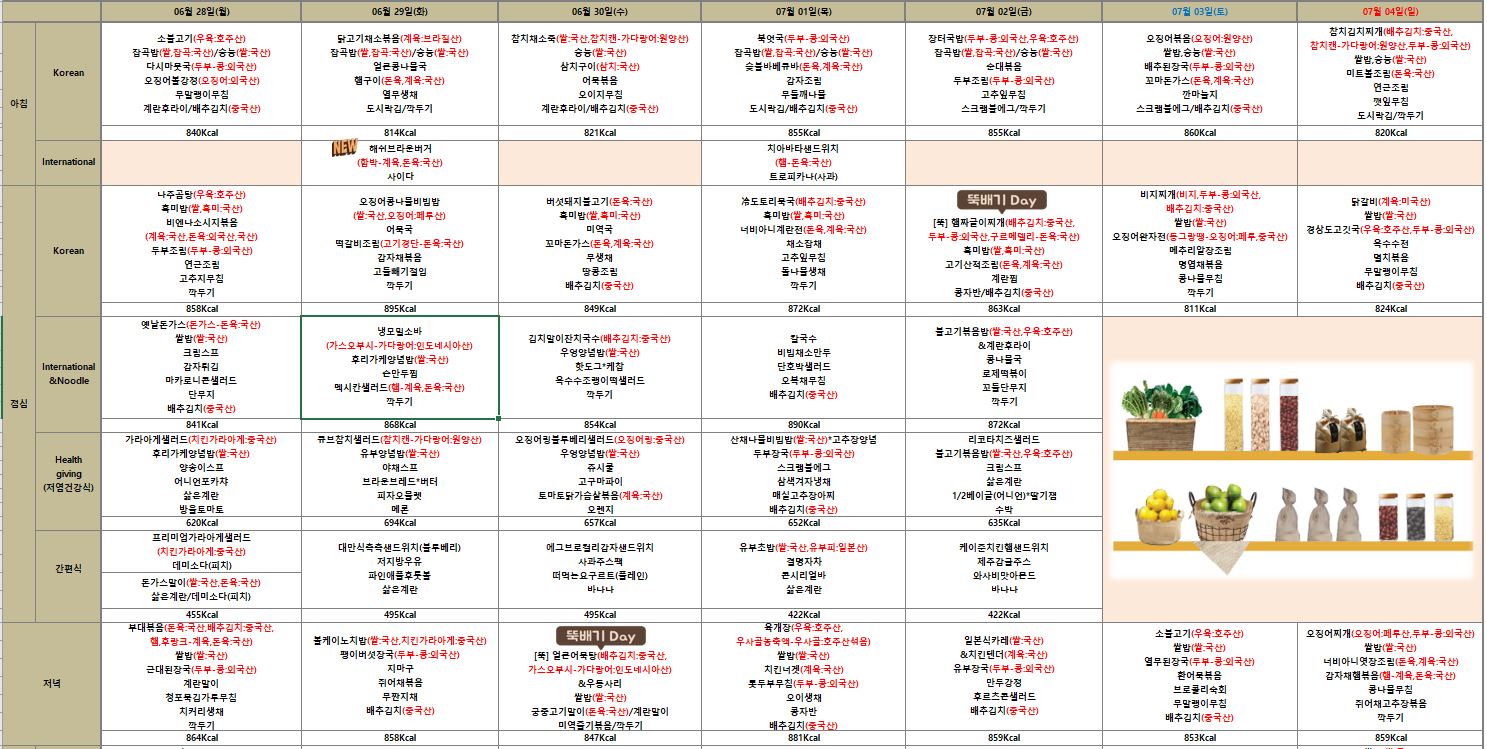 06월 28일(월)
06월 29일(화)
06월 30일(수)
07월 01일(목)
07월 02일(금)
07월 03일(토)
07월 04일(일)
아침
Korean
소불고기(우육:호주산)
잡곡밥(쌀,잡곡:국산)/숭늉(쌀:국산)
다시마뭇국(두부-콩:외국산)
오징어볼강정(오징어:외국산)
무말랭이무침
계란후라이/배추김치(중국산)
닭고기채소볶음(계육:브라질산)
잡곡밥(쌀,잡곡:국산)/숭늉(쌀:국산)
얼큰콩나물국
햄구이(돈육,계육:국산)
열무생채
도시락김/깍두기
참치채소죽(쌀:국산,참치캔-가다랑어:원양산)
숭늉(쌀:국산)
삼치구이(삼치:국산)
어묵볶음
오이지무침
계란후라이/배추김치(중국산)
북엇국(두부-콩:외국산)
잡곡밥(쌀,잡곡:국산)/숭늉(쌀:국산)
숯불바베큐바(돈육,계육:국산)
감자조림
무들깨나물
도시락김/배추김치(중국산)
장터국밥(두부-콩:외국산,우육:호주산)
잡곡밥(쌀,잡곡:국산)/숭늉(쌀:국산)
순대볶음
두부조림(두부-콩:외국산)
고추잎무침
스크램블에그/깍두기
오징어볶음(오징어:원양산)
쌀밥,숭늉(쌀:국산)
배추된장국(두부-콩:외국산)
꼬마돈가스(돈육,계육:국산)
깐마늘지
스크램블에그/배추김치(중국산)
참치김치찌개(배추김치:중국산,
참치캔-가다랑어:원양산,두부-콩:외국산)
쌀밥,숭늉(쌀:국산)
미트볼조림(돈육:국산)
연근조림
깻잎무침
도시락김/깍두기
840Kcal
814Kcal
821Kcal
855Kcal
855Kcal
860Kcal
820Kcal
International
NEW
해쉬브라운버거
(함박-계육,돈육:국산)
사이다
치아바타샌드위치
(햄-돈육:국산)
트로피카나(사과)
점심
Korean
나주곰탕(우육:호주산)
흑미밥(쌀,흑미:국산)
비엔나소시지볶음
(계육:국산,돈육:외국산,국산)
두부조림(두부-콩:외국산)
연근조림
고추지무침
깍두기
오징어콩나물비빔밥
(쌀:국산,오징어:페루산)
어묵국
떡갈비조림(고기경단-돈육:국산)
감자채볶음
고들빼기절임
깍두기
버섯돼지불고기(돈육:국산)
흑미밥(쌀,흑미:국산)
미역국
꼬마돈가스(돈육,계육:국산)
무생채
땅콩조림
배추김치(중국산)
冷도토리묵국(배추김치:중국산)
흑미밥(쌀,흑미:국산)
너비아니계란전(돈육,계육:국산)
채소잡채
고추잎무침
돌나물생채
깍두기
뚝배기 Day
[뚝] 햄짜글이찌개(배추김치:중국산,
두부-콩:외국산,구르메델리-돈육:국산)
흑미밥(쌀,흑미:국산)
고기산적조림(돈육,계육:국산)
계란찜
콩자반/배추김치(중국산)
비지찌개(비지,두부-콩:외국산,
배추김치:중국산)
쌀밥(쌀:국산)
오징어완자전(동그랑땡-오징어:페루,중국산)
메추리알장조림
명엽채볶음
콩나물무침
깍두기
닭갈비(계육:미국산)
쌀밥(쌀:국산)
경상도고깃국(우육:호주산,두부-콩:외국산)
옥수수전
멸치볶음
무말랭이무침
배추김치(중국산)
858Kcal
895Kcal
849Kcal
872Kcal
863Kcal
811Kcal
824Kcal
International
&Noodle
옛날돈가스(돈가스-돈육:국산)
쌀밥(쌀:국산)
크림스프
감자튀김
마카로니콘샐러드
단무지
배추김치(중국산)
냉모밀소바
(가스오부시-가다랑어:인도네시아산)
후리가케양념밥(쌀:국산)
손만두찜
멕시칸샐러드(햄-계육,돈육:국산)
깍두기
김치말이잔치국수(배추김치:중국산)
우엉양념밥(쌀:국산)
핫도그*케찹
옥수수조랭이떡샐러드
깍두기
칼국수
비빔채소만두
단호박샐러드
오복채무침
배추김치(중국산)
불고기볶음밥(쌀:국산,우육:호주산)
&계란후라이
콩나물국
로제떡볶이
꼬들단무지
깍두기
841Kcal
868Kcal
854Kcal
890Kcal
872Kcal
Health
giving
(저염건강식)
가라아게샐러드(치킨가라아게:중국산)
후리가케양념밥(쌀:국산)
양송이스프
어니언포카챠
삶은계란
방울토마토
큐브참치샐러드(참치캔-가다랑어:원양산)
유부양념밥(쌀:국산)
야채스프
브라운브레드*버터
피자오믈렛
메론
오징어링블루베리샐러드(오징어링:중국산)
우엉양념밥(쌀:국산)
쥬시쿨
고구마파이
토마토닭가슴살볶음(계육:국산)
오렌지
산채나물비빔밥(쌀:국산)*고추장양념
두부장국(두부-콩:외국산)
스크램블에그
삼색겨자냉채
매실고추장아찌
배추김치(중국산)
리코타치즈샐러드
불고기볶음밥(쌀:국산,우육:호주산)
크림스프
삶은계란
1/2베이글(어니언)*딸기잼
수박
620Kcal
694Kcal
657Kcal
652Kcal
635Kcal
간편식
프리미엄가라아게샐러드
(치킨가라아게:중국산)
데미소다(피치)
돈가스말이(쌀:국산,돈육:국산)
삶은계란/데미소다(피치)
대만식측측샌드위치(블루베리)
저지방우유
파인애플후룻볼
삶은계란
에그브로컬리감자샌드위치
사과주스팩
떠먹는요구르트(플레인)
바나나
유부초밥(쌀:국산,유부피:일본산)
결명자차
콘시리얼바
삶은계란
케이준치킨햄샌드위치
제주감귤주스
와사비맛아몬드
바나나
455Kcal
495Kcal
495Kcal
422Kcal
422Kcal
저녁
부대볶음(돈육:국산,배추김치:중국산,
햄,후랑크-계육,돈육:국산)
쌀밥(쌀:국산)
근대된장국(두부-콩:외국산)
계란말이
청포묵김가루무침
치커리생채
깍두기
볼케이노치밥(쌀:국산,치킨가라아게:중국산)
팽이버섯장국(두부-콩:외국산)
지마구
쥐어채볶음
무짠지채
배추김치(중국산)
뚝배기 Day
[뚝] 얼큰어묵탕(배추김치:중국산,
가스오부시-가다랑어:인도네시아산)
&우동사리
쌀밥(쌀:국산)
궁중고기말이(돈육:국산)/계란말이
미역줄기볶음/깍두기
육개장(우육:호주산,
우사골농축액-우사골:호주산섞음)
쌀밥(쌀:국산)
치킨너겟(계육:국산)
톳두부무침(두부-콩:외국산)
오이생채
콩자반
배추김치(중국산)
일본식카레(쌀:국산)
&치킨텐더(계육:국산)
유부장국(두부-콩:외국산)
만두강정
후르츠콘샐러드
배추김치(중국산)
소불고기(우육:호주산)
쌀밥(쌀:국산)
열무된장국(두부-콩:외국산)
환어묵볶음
브로콜리숙회
무말랭이무침
배추김치(중국산)
오징어찌개(오징어:페루산,두부-콩:외국산)
쌀밥(쌀:국산)
너비아니엿장조림(돈육,계육:국산)
감자채햄볶음(햄-계육,돈육:국산)
콩나물무침
쥐어채고추장볶음
깍두기
864Kcal
858Kcal
847Kcal
881Kcal
859Kcal
853Kcal
859Kcal